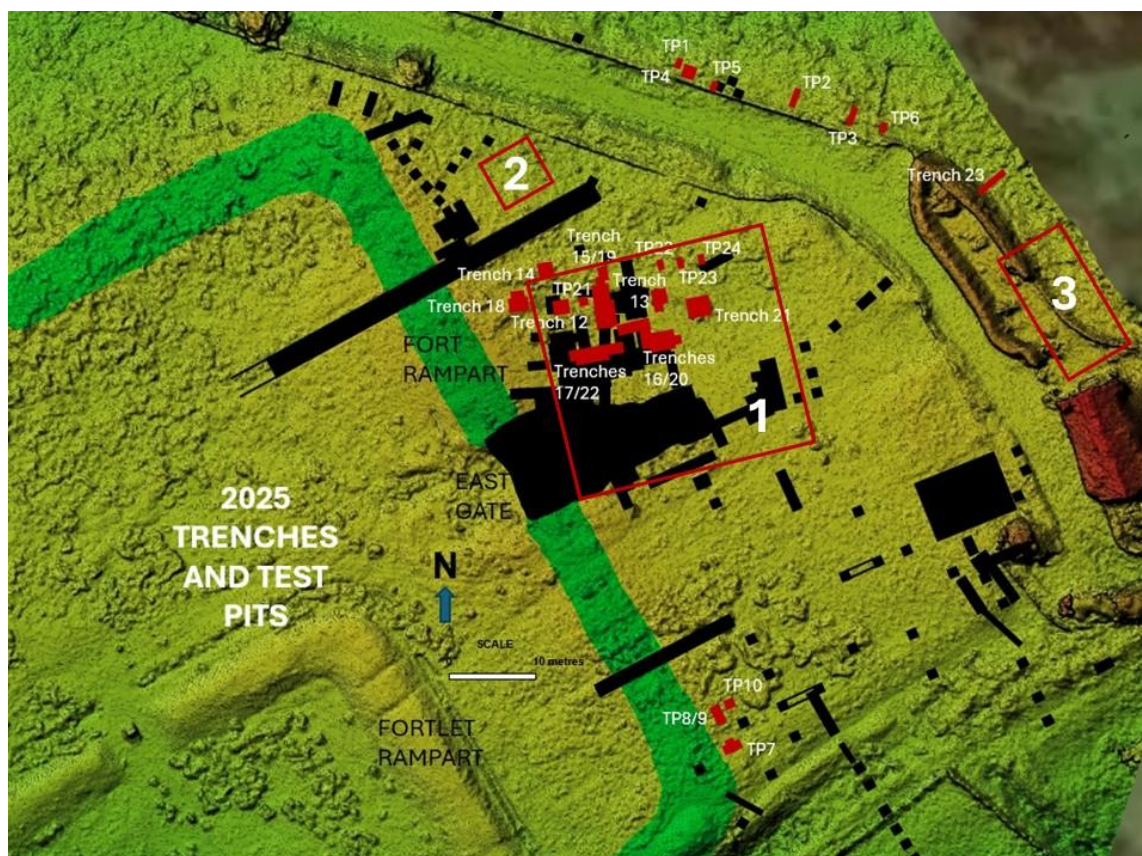 TP1
TP4
TP5
TP2
TP3
TP6
Trench 23
2
3
Trench
15/19
TP22
TP24
TP23
Trench 14
TP21
Trench
13
Trench 18
Trench 12
Trench 21
FORT
RAMPART
Trenches
17/22
Trenches
16/20
1
EAST
GATE
2025
TRENCHES
AND TEST
PITS
N
SCALE
0
10 metres
TP10
TP8/9
TP7
FORTLET
RAMPART